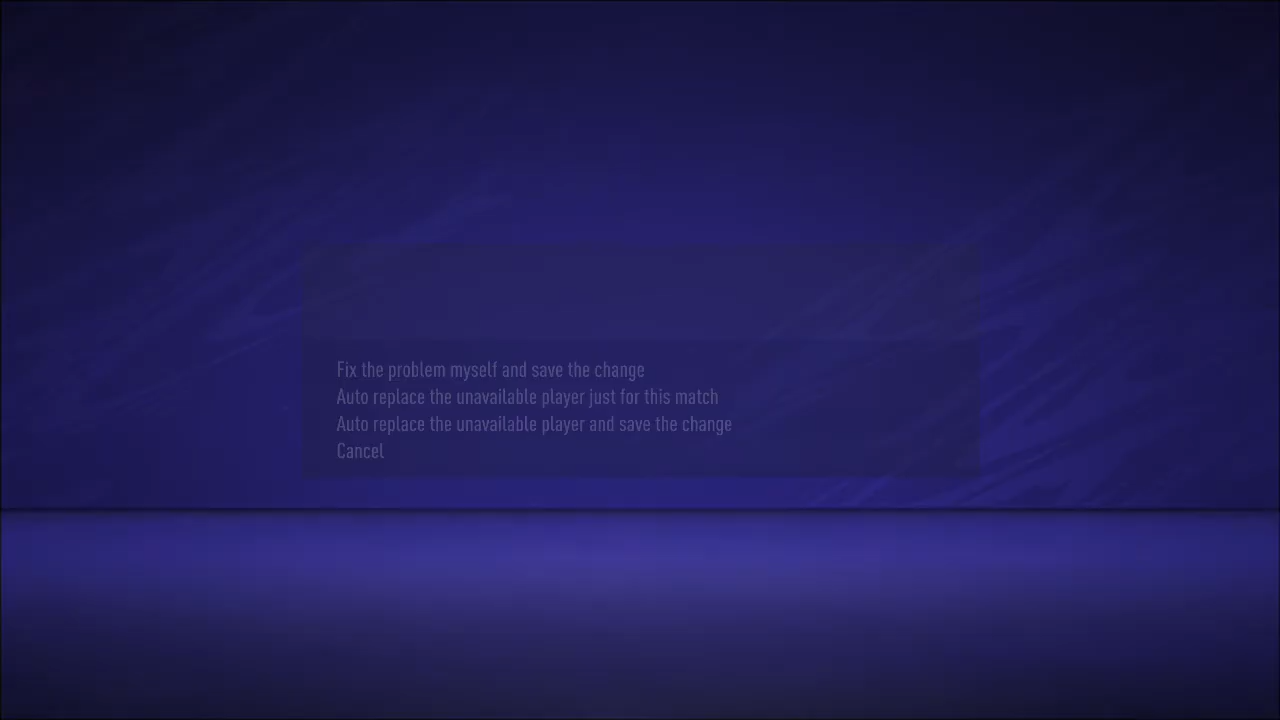 Fix the problem myself and save the change
Auto replace the unavailable player just for this match
Auto replace the unavailable player and save the change
Cancel